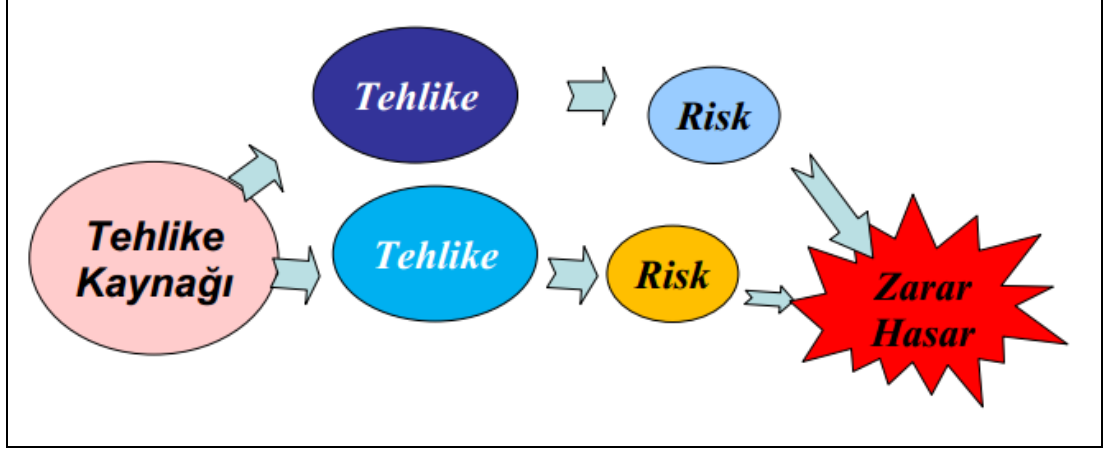 Tehlike
Risk
Tehlike
Kaynağı
Tehlike
Risk
Zarar
Hasar